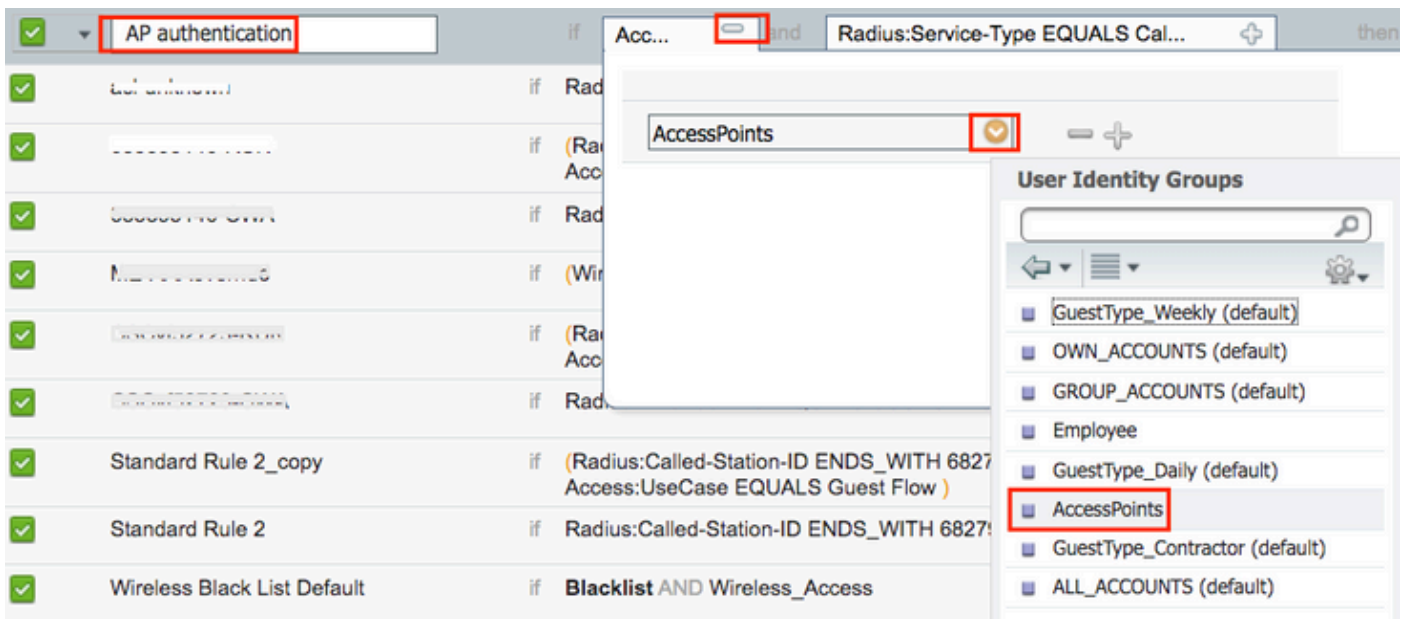 AP authentication if Acc... and Radius:Service-Type EQUALS Cal... then
if Rad
if (Rad
Acc
if Rad
if (Wir
if (Rad
Acc
if Rad
AccessPoints
User Identity Groups
GuestType_Weekly (default)
OWN_ACCOUNTS (default)
GROUP_ACCOUNTS (default)
Employee
GuestType_Daily (default)
AccessPoints
GuestType_Contractor (default)
ALL_ACCOUNTS (default)
Standard Rule 2_copy if (Radius:Called-Station-ID ENDS_WITH 6827
Access:UseCase EQUALS Guest Flow )
Standard Rule 2 if Radius:Called-Station-ID ENDS_WITH 6827
Wireless Black List Default if Blacklist AND Wireless_Access